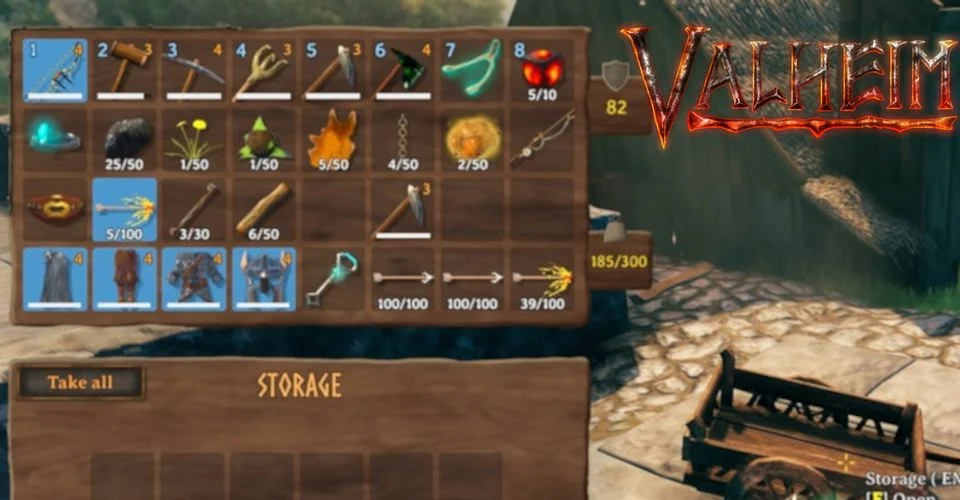 1 4 2 3 3 4 4 3 5 3 6 4 7 8
5/10
VALHEIM
82
25/50 1/50 1/50 5/50 4/50 2/50
3
5/100 3/30 6/50
185/300
4 4 4 4
100/100 100/100 39/100
Take all
STORAGE
Storage ( EM
[E] Open